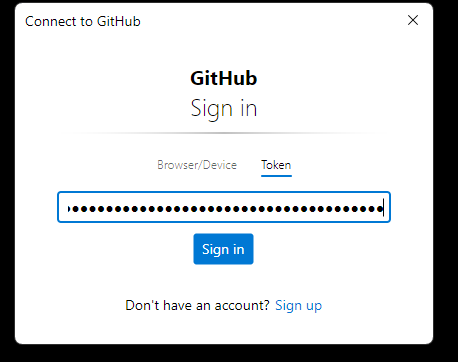 Connect to GitHub
GitHub
Sign in
Browser/Device Token
Sign in
Don't have an account? Sign up